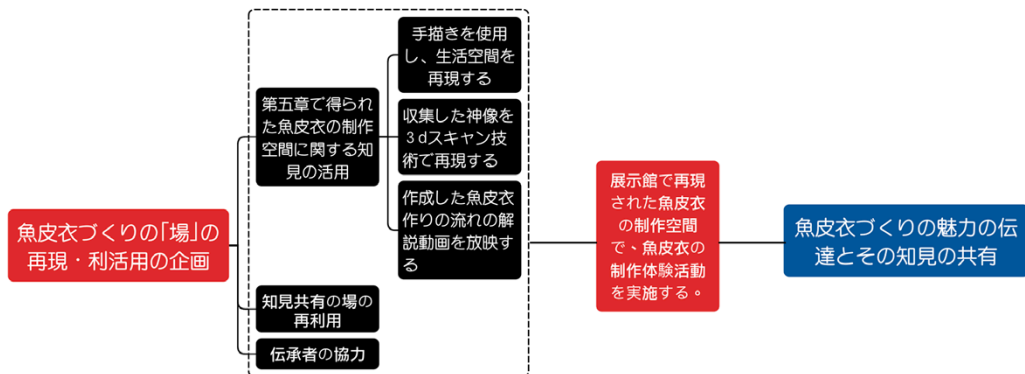 魚皮衣づくりの「場」の
再現・利活用の企画
第五章で得られ
た魚皮衣の制作
空間に関する知
見の活用
知見共有の場の
再利用
伝承者の協力
手描きを使用
し、生活空間を
再現する
収集した神像を
３dスキャン技
術で再現する
作成した魚皮衣
作りの流れの解
説動画を放映す
る
展示館で再現
された魚皮衣
の制作空間
で、魚皮衣の
制作体験活動
を実施する。
魚皮衣づくりの魅力の伝
達とその知見の共有